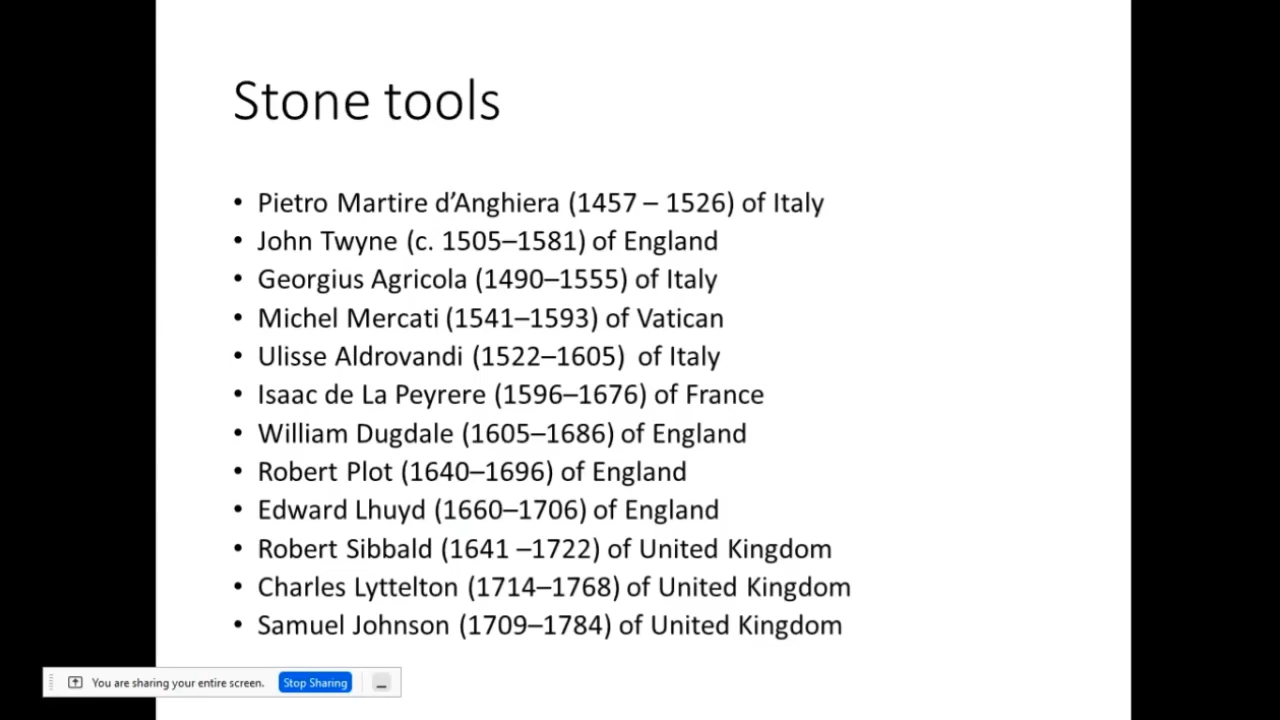 Stone tools
• Pietro Martire d’Anghiera (1457 – 1526) of Italy
• John Twyne (c. 1505–1581) of England
• Georgius Agricola (1490–1555) of Italy
• Michel Mercati (1541–1593) of Vatican
• Ulisse Aldrovandi (1522–1605)  of Italy
• Isaac de La Peyrere (1596–1676) of France
• William Dugdale (1605–1686) of England
• Robert Plot (1640–1696) of England
• Edward Lhuyd (1660–1706) of England
• Robert Sibbald (1641 –1722) of United Kingdom
• Charles Lyttelton (1714–1768) of United Kingdom
• Samuel Johnson (1709–1784) of United Kingdom
You are sharing your entire screen. Stop Sharing